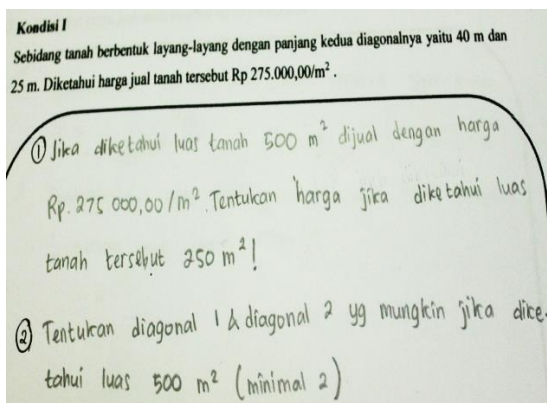 Kondisi I
Sebidang tanah berbentuk layang-layang dengan panjang kedua diagonalnya yaitu 40 m dan
25 m. Diketahui harga jual tanah tersebut Rp 275.000,00/m².
① Jika diketahui luas tanah 500 m² dijual dengan harga
Rp. 275 000,00/m². Tentukan harga jika diketahui luas
tanah tersebut 250 m²!
② Tentukan diagonal 1 & diagonal 2 yg mungkin jika dike-
tahui luas 500 m² (minimal 2)